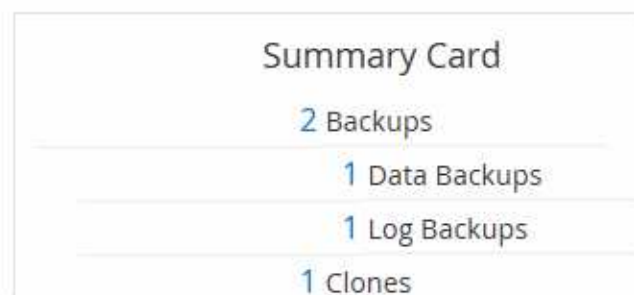 Summary Card
2 Backups
1 Data Backups
1 Log Backups
1 Clones